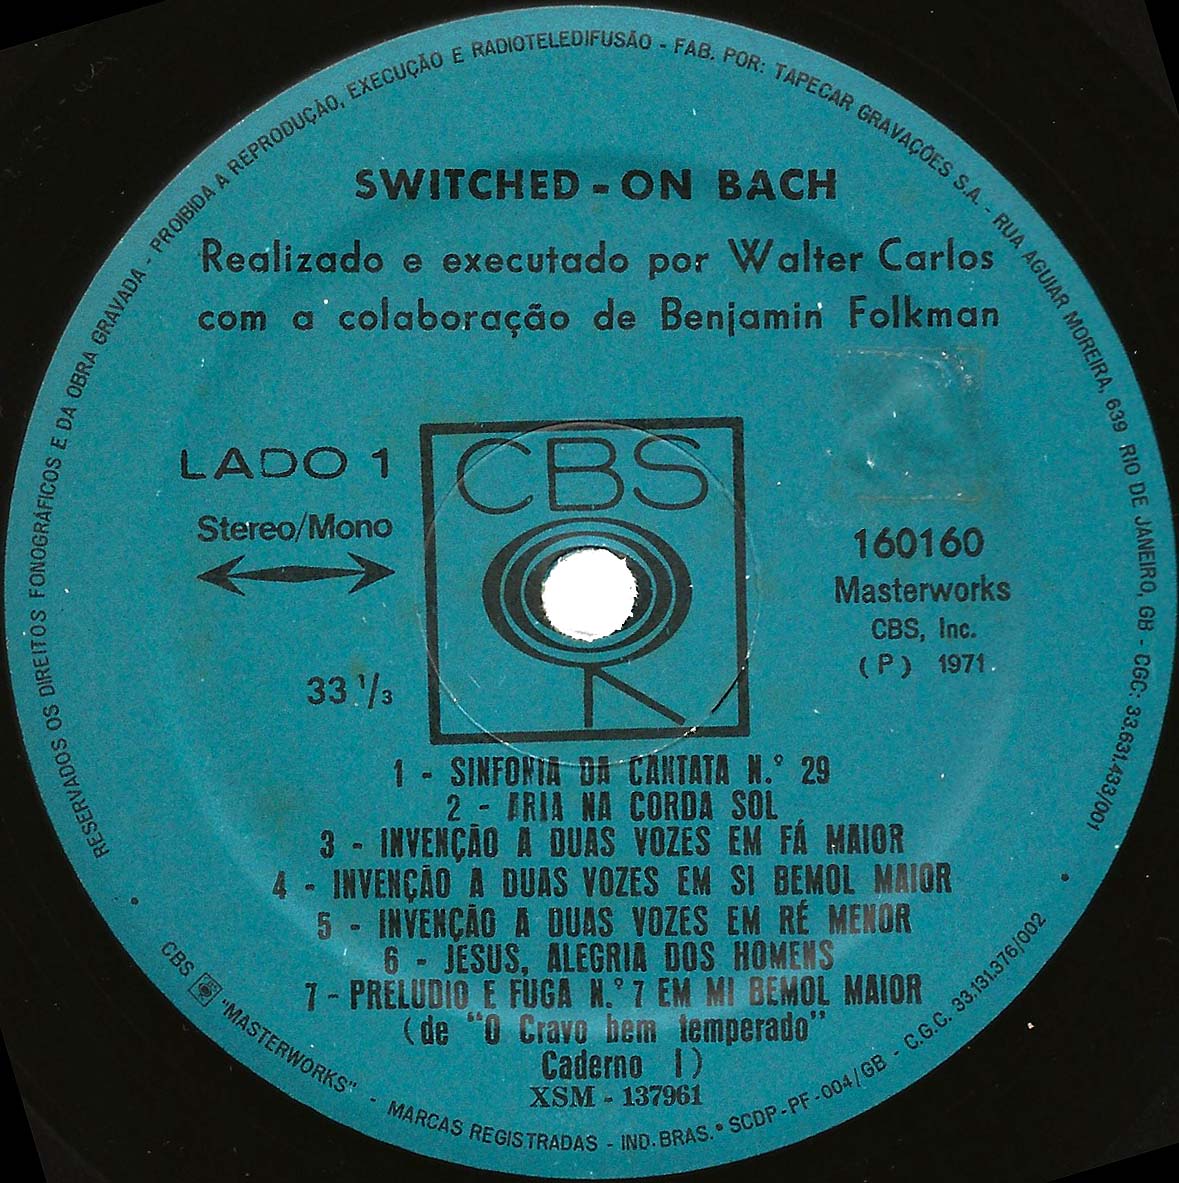 RESERVADOS OS DIREITOS FONOGRÁFICOS E DA OBRA GRAVADA - PROIBIDA A REPRODUÇÃO, EXECUÇÃO E RADIOTELEDIFUSÃO - FAB. POR: TAPECAR GRAVAÇÕES S.A. - RUA AGUIAR MOREIRA, 639 RIO DE JANEIRO, GB - CGC: 33.631.433/001
SWITCHED - ON BACH
Realizado e executado por Walter Carlos
com a colaboração de Benjamin Folkman
LADO 1
Stereo/Mono
33 1/3
CBS
160160
Masterworks
CBS, Inc.
(P) 1971
1 - SINFONIA DA CANTATA N.º 29
2 - ARIA NA CORDA SOL
3 - INVENÇÃO A DUAS VOZES EM FÁ MAIOR
4 - INVENÇÃO A DUAS VOZES EM SI BEMOL MAIOR
5 - INVENÇÃO A DUAS VOZES EM RÉ MENOR
6 - JESUS, ALEGRIA DOS HOMENS
7 - PRELUDIO E FUGA N.º 7 EM MI BEMOL MAIOR
(de "O Cravo bem temperado"
Caderno I)
XSM - 137961
CBS "MASTERWORKS" - MARCAS REGISTRADAS - IND. BRAS. º SCDP - PF - 004/GB - C.G.C. 33.131.376/002